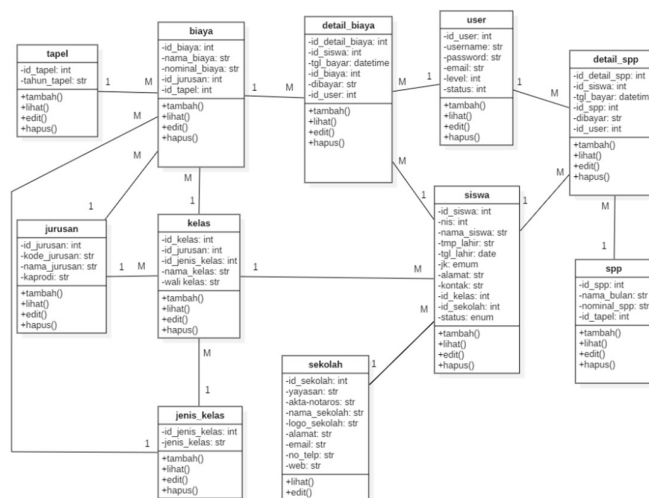 tapel
-id_tapel: int
-tahun_tapel: str
+tambah()
+lihat()
+edit()
+hapus()
1
M
biaya
-id_biaya: int
-nama_biaya: str
-nominal_biaya: str
-id_jurusan: int
-id_tapel: int
+tambah()
+lihat()
+edit()
+hapus()
1
M
detail_biaya
-id_detail_biaya: int
-id_siswa: int
-tgl_bayar: datetime
-id_biaya: int
-dibayar: str
-id_user: int
+tambah()
+lihat()
+edit()
+hapus()
M
1
user
-id_user: int
-username: str
-password: str
-email: str
-level: int
-status: int
+tambah()
+lihat()
+edit()
+hapus()
1
M
detail_spp
-id_detail_spp: int
-id_siswa: int
-tgl_bayar: datetime
-id_spp: int
-dibayar: str
-id_user: int
+tambah()
+lihat()
+edit()
+hapus()
M
M
1
M
1
M
1
M
1
M
1
jurusan
-id_jurusan: int
-kode_jurusan: str
-nama_jurusan: str
-kaprodi: str
+tambah()
+lihat()
+edit()
+hapus()
1
M
kelas
-id_kelas: int
-id_jurusan: int
-id_jenis_kelas: int
-nama_kelas: str
-wali kelas: str
+tambah()
+lihat()
+edit()
+hapus()
1
M
siswa
-id_siswa: int
-nis: int
-nama_siswa: str
-tmp_lahir: str
-tgl_lahir: date
-jk: emum
-alamat: str
-kontak: str
-id_kelas: int
-id_sekolah: int
-status: enum
+tambah()
+lihat()
+edit()
+hapus()
spp
-id_spp: int
-nama_bulan: str
-nominal_spp: str
-id_tapel: int
+tambah()
+lihat()
+edit()
+hapus()
M
1
M
1
1
jenis_kelas
-id_jenis_kelas: int
-jenis_kelas: str
+tambah()
+lihat()
+edit()
+hapus()
sekolah
-id_sekolah: int
-yayasan: str
-akta-notaros: str
-nama_sekolah: str
-logo_sekolah: str
-alamat: str
-email: str
-no_telp: str
-web: str
+lihat()
+edit()